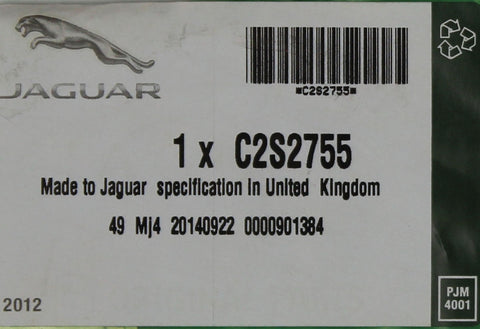 JAGUAR
*C2S2755*
1 x C2S2755
Made to Jaguar specification in United Kingdom
49 Mj4 20140922 0000901384
2012
PJM
4001